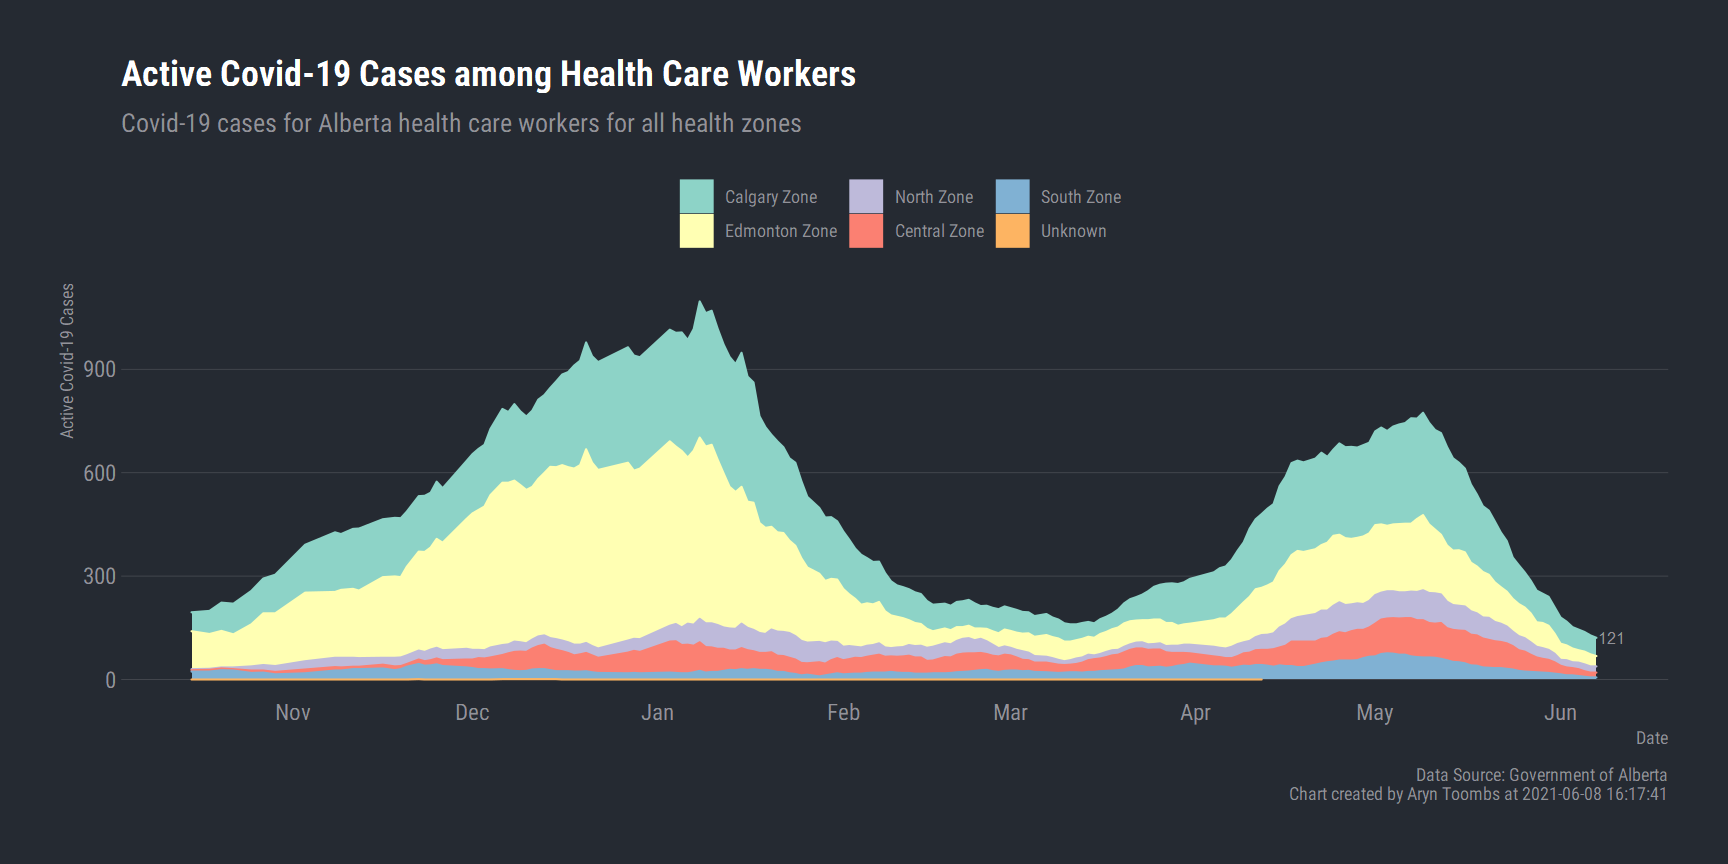 Active Covid-19 Cases among Health Care Workers
Covid-19 cases for Alberta health care workers for all health zones
Calgary Zone North Zone South Zone
Edmonton Zone Central Zone Unknown
Active Covid-19 Cases
900
600
300
0
121
Nov Dec Jan Feb Mar Apr May Jun
Date
Data Source: Government of Alberta
Chart created by Aryn Toombs at 2021-06-08 16:17:41